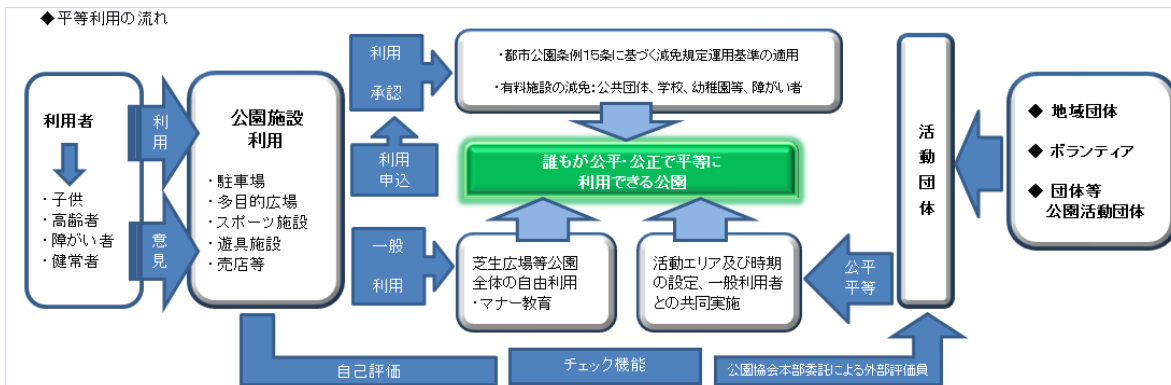 ◆平等利用の流れ
利用者
・子供
・高齢者
・障がい者
・健常者
利
用
意
見
公園施設
利用
・駐車場
・多目的広場
・スポーツ施設
・遊具施設
・売店等
利用
承認
利用
申込
一般
利用
・都市公園条例15条に基づく減免規定運用基準の適用
・有料施設の減免：公共団体、学校、幼稚園等、障がい者
誰もが公平・公正で平等に
利用できる公園
芝生広場等公園
全体の自由利用
・マナー教育
活動エリア及び時期
の設定、一般利用者
との共同実施
公平
平等
活
動
団
体
◆ 地域団体
◆ ボランティア
◆ 団体等
公園活動団体
自己評価
チェック機能
公園協会本部委託による外部評価員